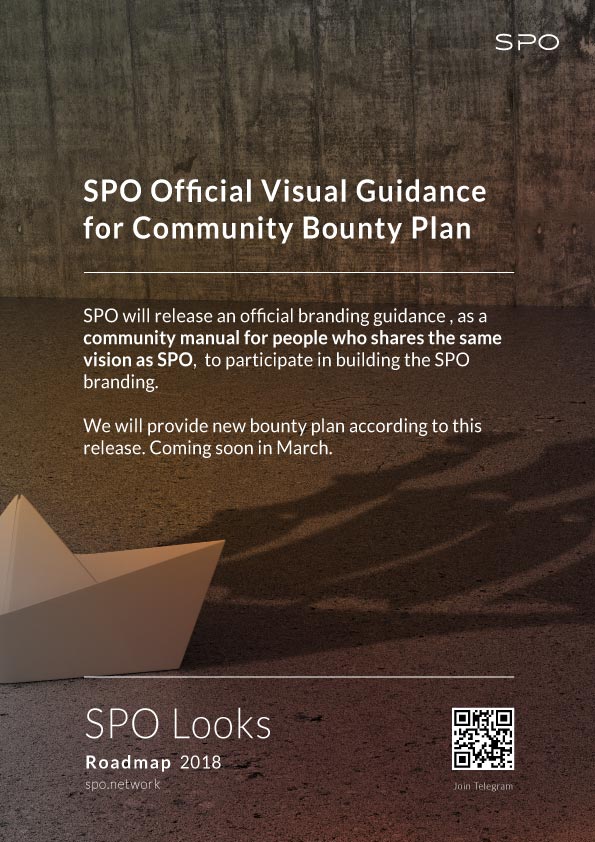 SPO
SPO Official Visual Guidance
for Community Bounty Plan
SPO will release an official branding guidance , as a
community manual for people who shares the same
vision as SPO,  to participate in building the SPO
branding.
We will provide new bounty plan according to this
release. Coming soon in March.
SPO Looks
Roadmap 2018
spo.network
Join Telegram